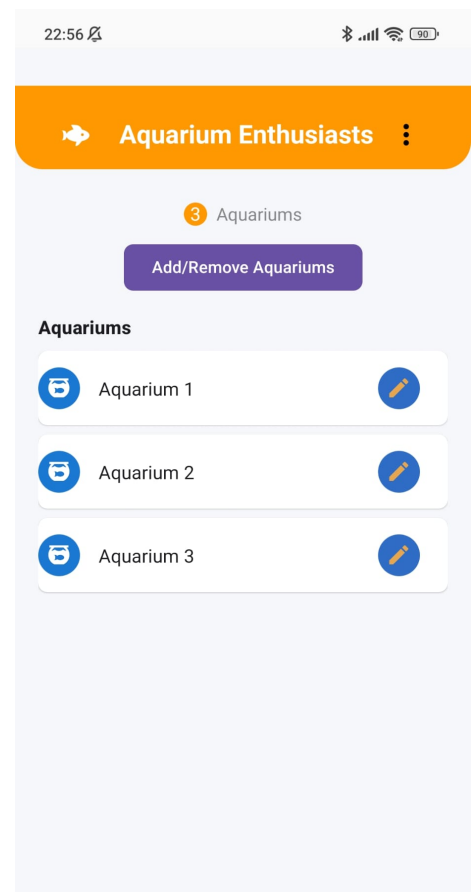 22:56 90
Aquarium Enthusiasts
3 Aquariums
Add/Remove Aquariums
Aquariums
Aquarium 1
Aquarium 2
Aquarium 3